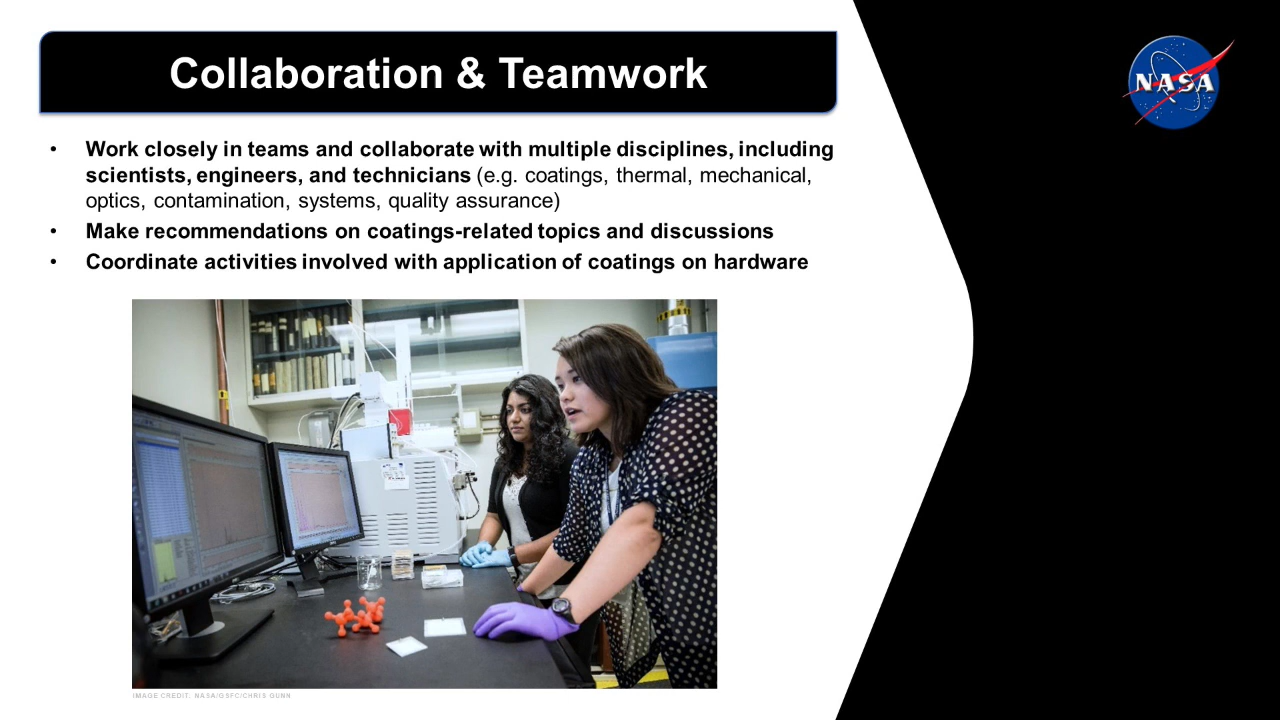 Collaboration & Teamwork
NASA
• Work closely in teams and collaborate with multiple disciplines, including
scientists, engineers, and technicians (e.g. coatings, thermal, mechanical,
optics, contamination, systems, quality assurance)
• Make recommendations on coatings-related topics and discussions
• Coordinate activities involved with application of coatings on hardware
IMAGE CREDIT: NASA/GSFC/CHRIS GUNN